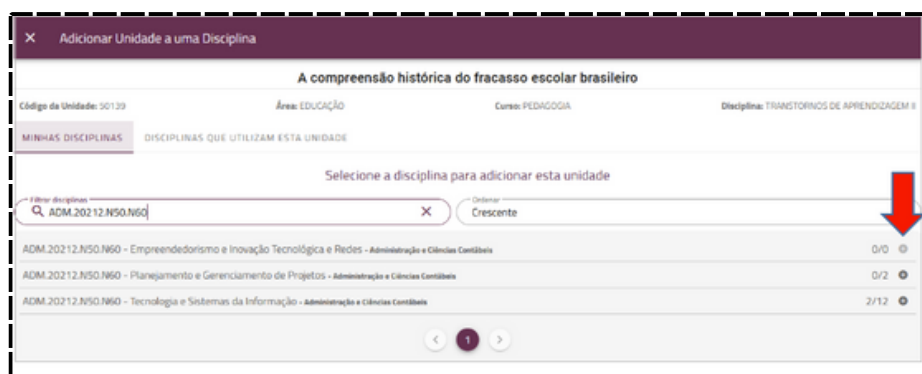 × Adicionar Unidade a uma Disciplina
A compreensão histórica do fracasso escolar brasileiro
Código da Unidade: 50139 Área: EDUCAÇÃO Curso: PEDAGOGIA Disciplina: TRANSTORNOS DE APRENDIZAGEM II
MINHAS DISCIPLINAS DISCIPLINAS QUE UTILIZAM ESTA UNIDADE
Selecione a disciplina para adicionar esta unidade
Filtrar disciplinas Ordenar
ADM.20212.N50.N60 × Crescente
ADM.20212.N50.N60 - Empreendedorismo e Inovação Tecnológica e Redes - Administração e Ciências Contábeis 0/0
ADM.20212.N50.N60 - Planejamento e Gerenciamento de Projetos - Administração e Ciências Contábeis 0/2
ADM.20212.N50.N60 - Tecnologia e Sistemas da Informação - Administração e Ciências Contábeis 2/12
< 1 >